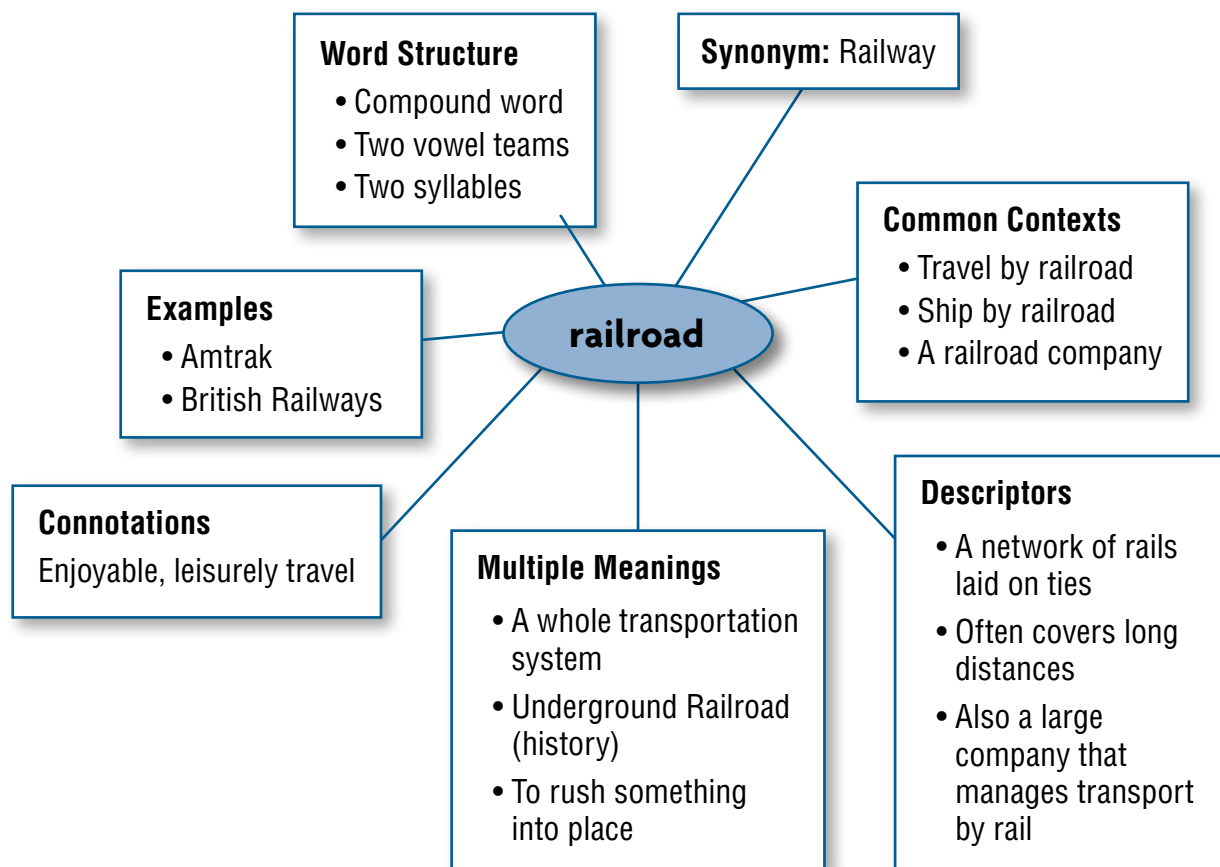 Word Structure
• Compound word
• Two vowel teams
• Two syllables
Synonym: Railway
Common Contexts
• Travel by railroad
• Ship by railroad
• A railroad company
Examples
• Amtrak
• British Railways
railroad
Connotations
Enjoyable, leisurely travel
Multiple Meanings
• A whole transportation
system
• Underground Railroad
(history)
• To rush something
into place
Descriptors
• A network of rails
laid on ties
• Often covers long
distances
• Also a large
company that
manages transport
by rail